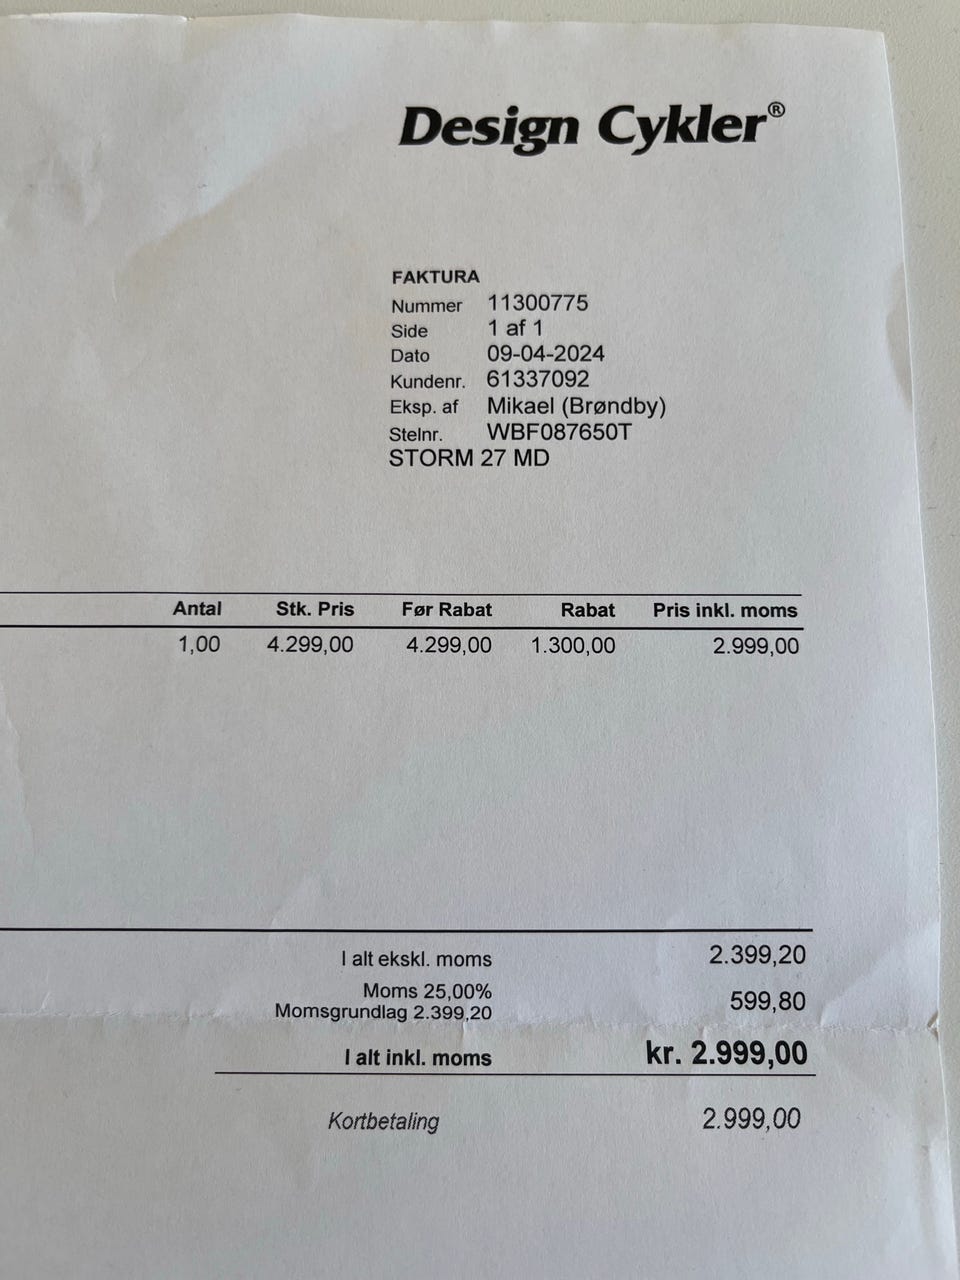 Design Cykler®
FAKTURA
Nummer 11300775
Side 1 af 1
Dato 09-04-2024
Kundenr. 61337092
Eksp. af Mikael (Brøndby)
Stelnr. WBF087650T
STORM 27 MD
Antal Stk. Pris Før Rabat Rabat Pris inkl. moms
1,00 4.299,00 4.299,00 1.300,00 2.999,00
I alt ekskl. moms 2.399,20
Moms 25,00% 599,80
Momsgrundlag 2.399,20
I alt inkl. moms kr. 2.999,00
Kortbetaling 2.999,00